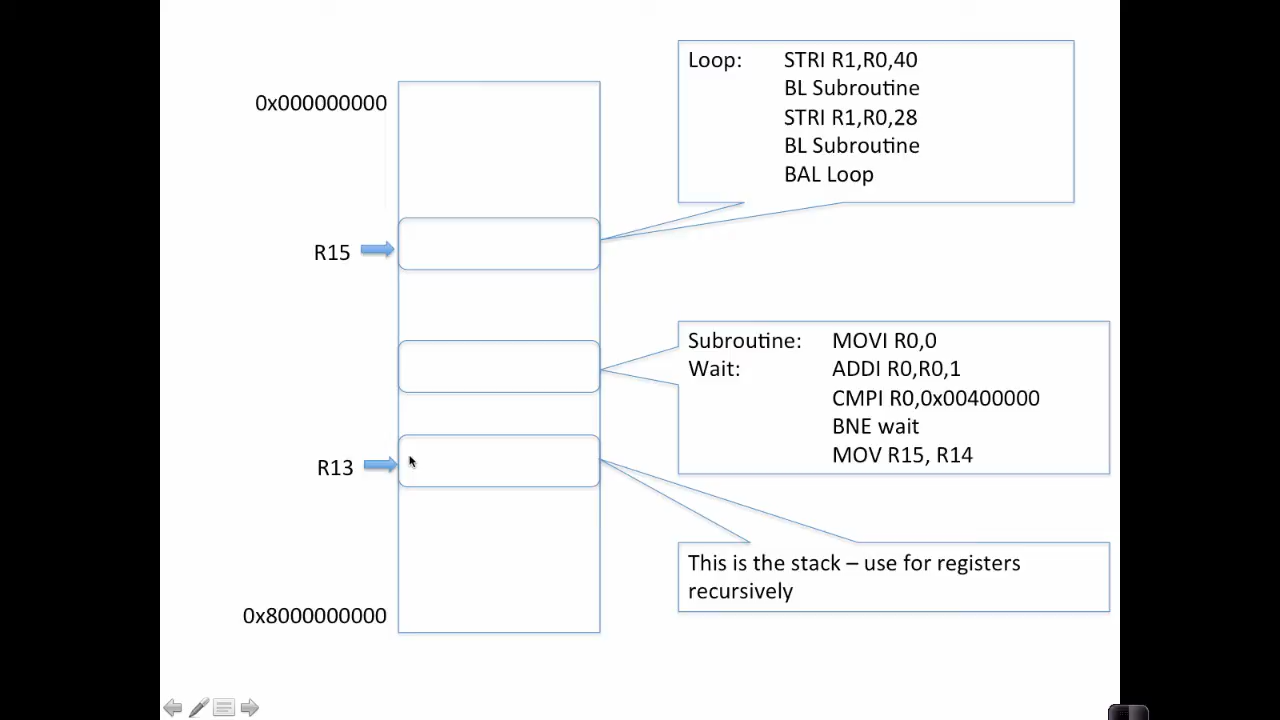 0x000000000
R15
R13
0x8000000000
Loop: STRI R1,R0,40
BL Subroutine
STRI R1,R0,28
BL Subroutine
BAL Loop
Subroutine: MOVI R0,0
Wait: ADDI R0,R0,1
CMPI R0,0x00400000
BNE wait
MOV R15, R14
This is the stack – use for registers
recursively